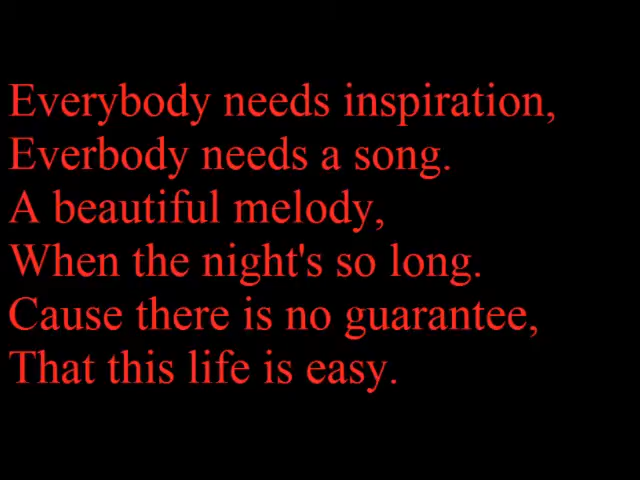 Everybody needs inspiration,
Everbody needs a song.
A beautiful melody,
When the night's so long.
Cause there is no guarantee,
That this life is easy.